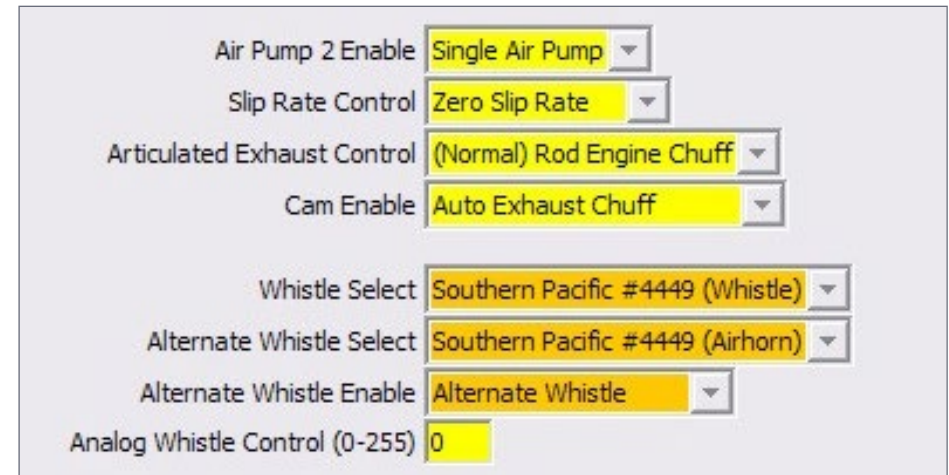 Air Pump 2 Enable Single Air Pump
Slip Rate Control Zero Slip Rate
Articulated Exhaust Control (Normal) Rod Engine Chuff
Cam Enable Auto Exhaust Chuff
Whistle Select Southern Pacific #4449 (Whistle)
Alternate Whistle Select Southern Pacific #4449 (Airhorn)
Alternate Whistle Enable Alternate Whistle
Analog Whistle Control (0-255) 0